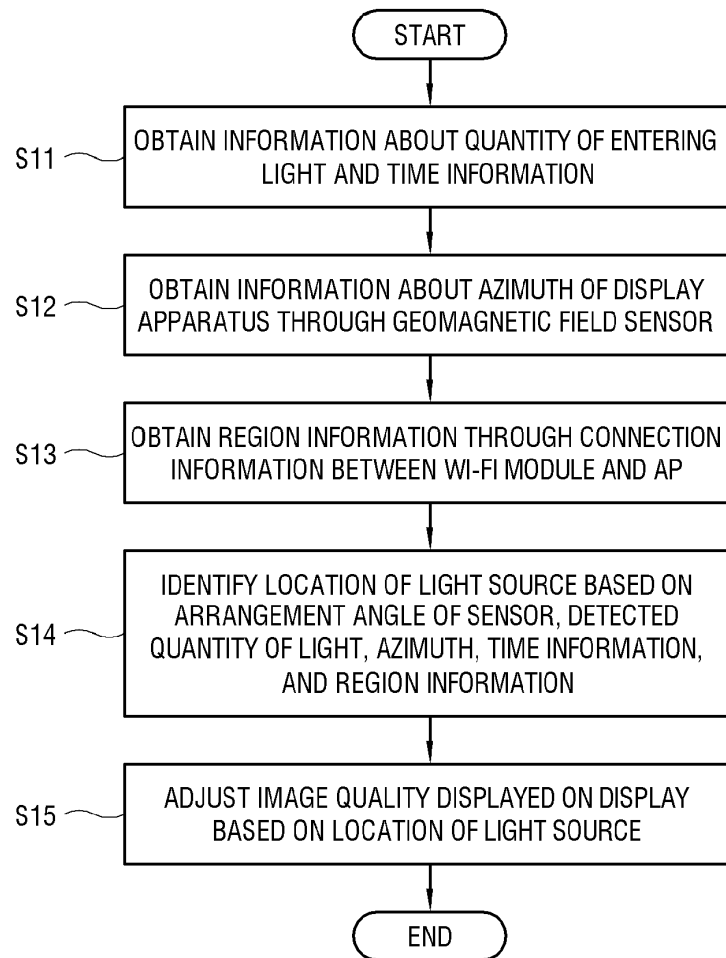 START
S11
OBTAIN INFORMATION ABOUT QUANTITY OF ENTERING
LIGHT AND TIME INFORMATION
S12
OBTAIN INFORMATION ABOUT AZIMUTH OF DISPLAY
APPARATUS THROUGH GEOMAGNETIC FIELD SENSOR
S13
OBTAIN REGION INFORMATION THROUGH CONNECTION
INFORMATION BETWEEN WI-FI MODULE AND AP
S14
IDENTIFY LOCATION OF LIGHT SOURCE BASED ON
ARRANGEMENT ANGLE OF SENSOR, DETECTED
QUANTITY OF LIGHT, AZIMUTH, TIME INFORMATION,
AND REGION INFORMATION
S15
ADJUST IMAGE QUALITY DISPLAYED ON DISPLAY
BASED ON LOCATION OF LIGHT SOURCE
END